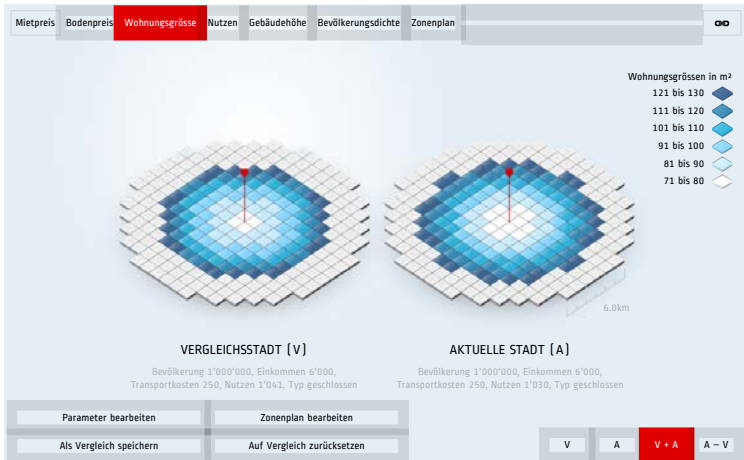 Mietpreis Bodenpreis Wohnungsgrösse Nutzen Gebäudehöhe Bevölkerungsdichte Zonenplan
Wohnungsgrössen in m²
121 bis 130
111 bis 120
101 bis 110
91 bis 100
81 bis 90
71 bis 80
6.0km
VERGLEICHSSTADT [V]
Bevölkerung 1'000'000, Einkommen 6'000,
Transportkosten 250, Nutzen 1'041, Typ geschlossen
AKTUELLE STADT [A]
Bevölkerung 1'000'000, Einkommen 6'000,
Transportkosten 250, Nutzen 1'030, Typ geschlossen
Parameter bearbeiten Zonenplan bearbeiten
Als Vergleich speichern Auf Vergleich zurücksetzen
V A V + A A – V